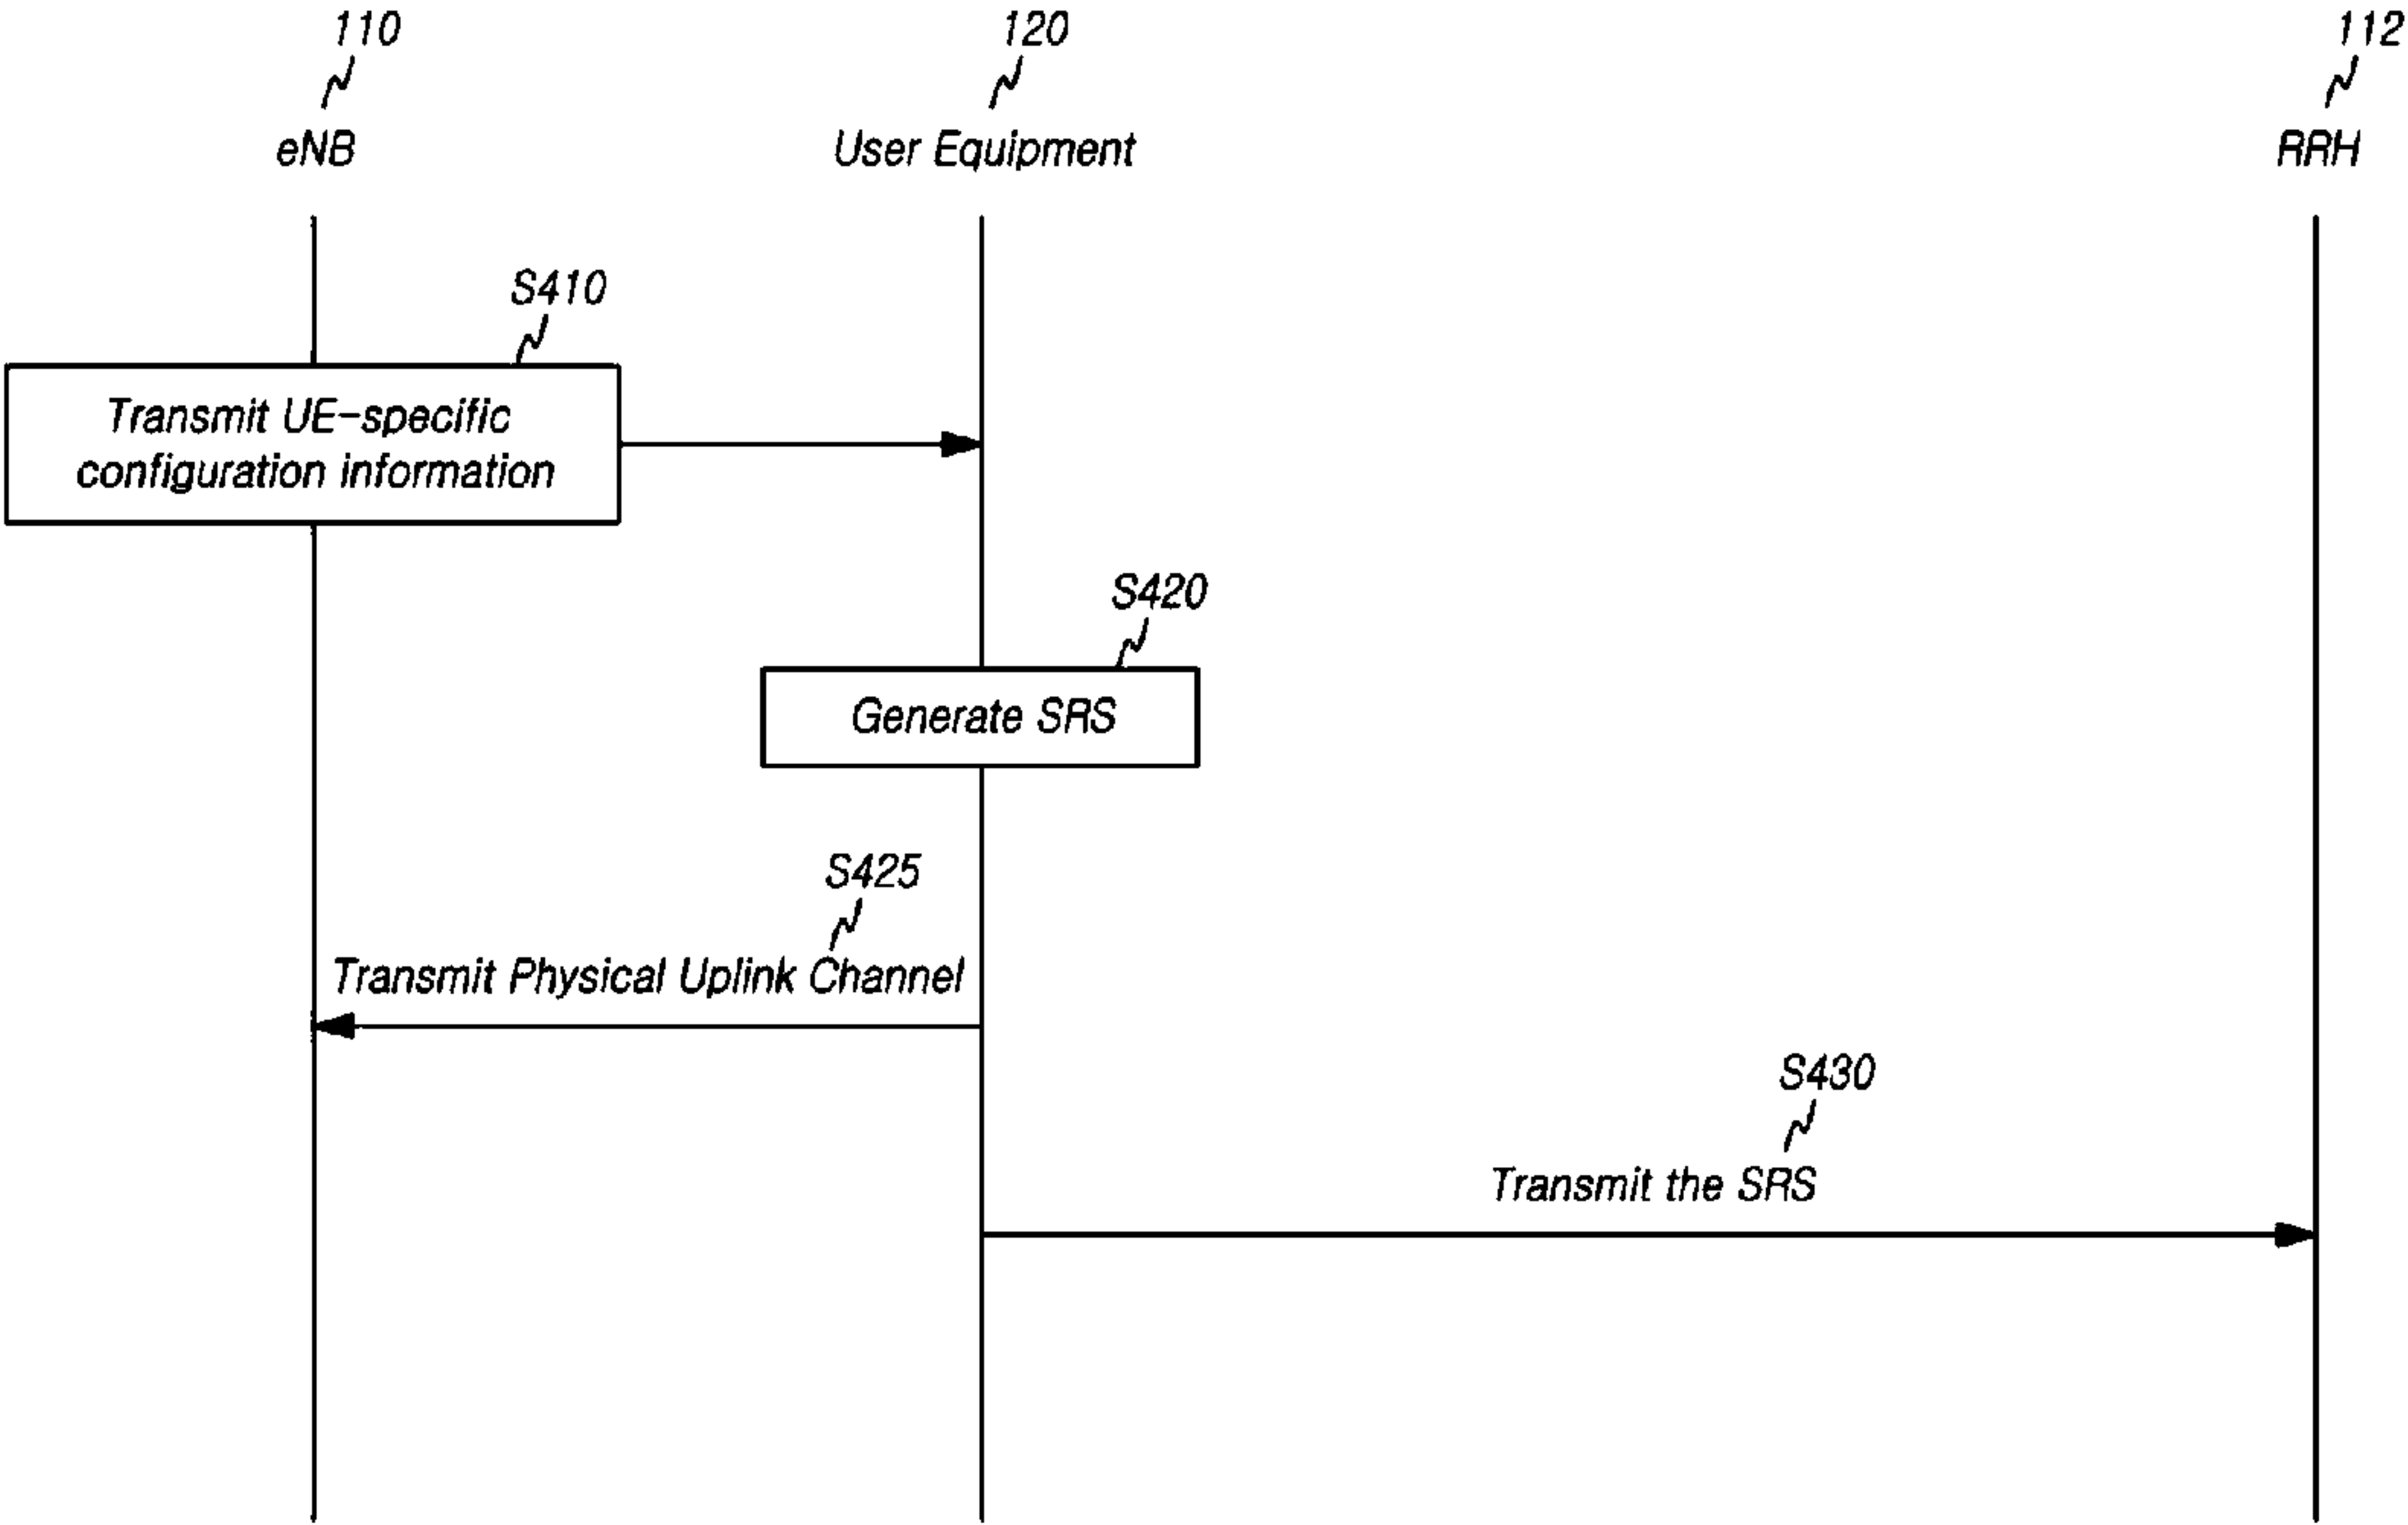 110
120
112
eNB
User Equipment
RRH
S410
Transmit UE-specific
configuration information
S420
Generate SRS
S425
Transmit Physical Uplink Channel
S430
Transmit the SRS